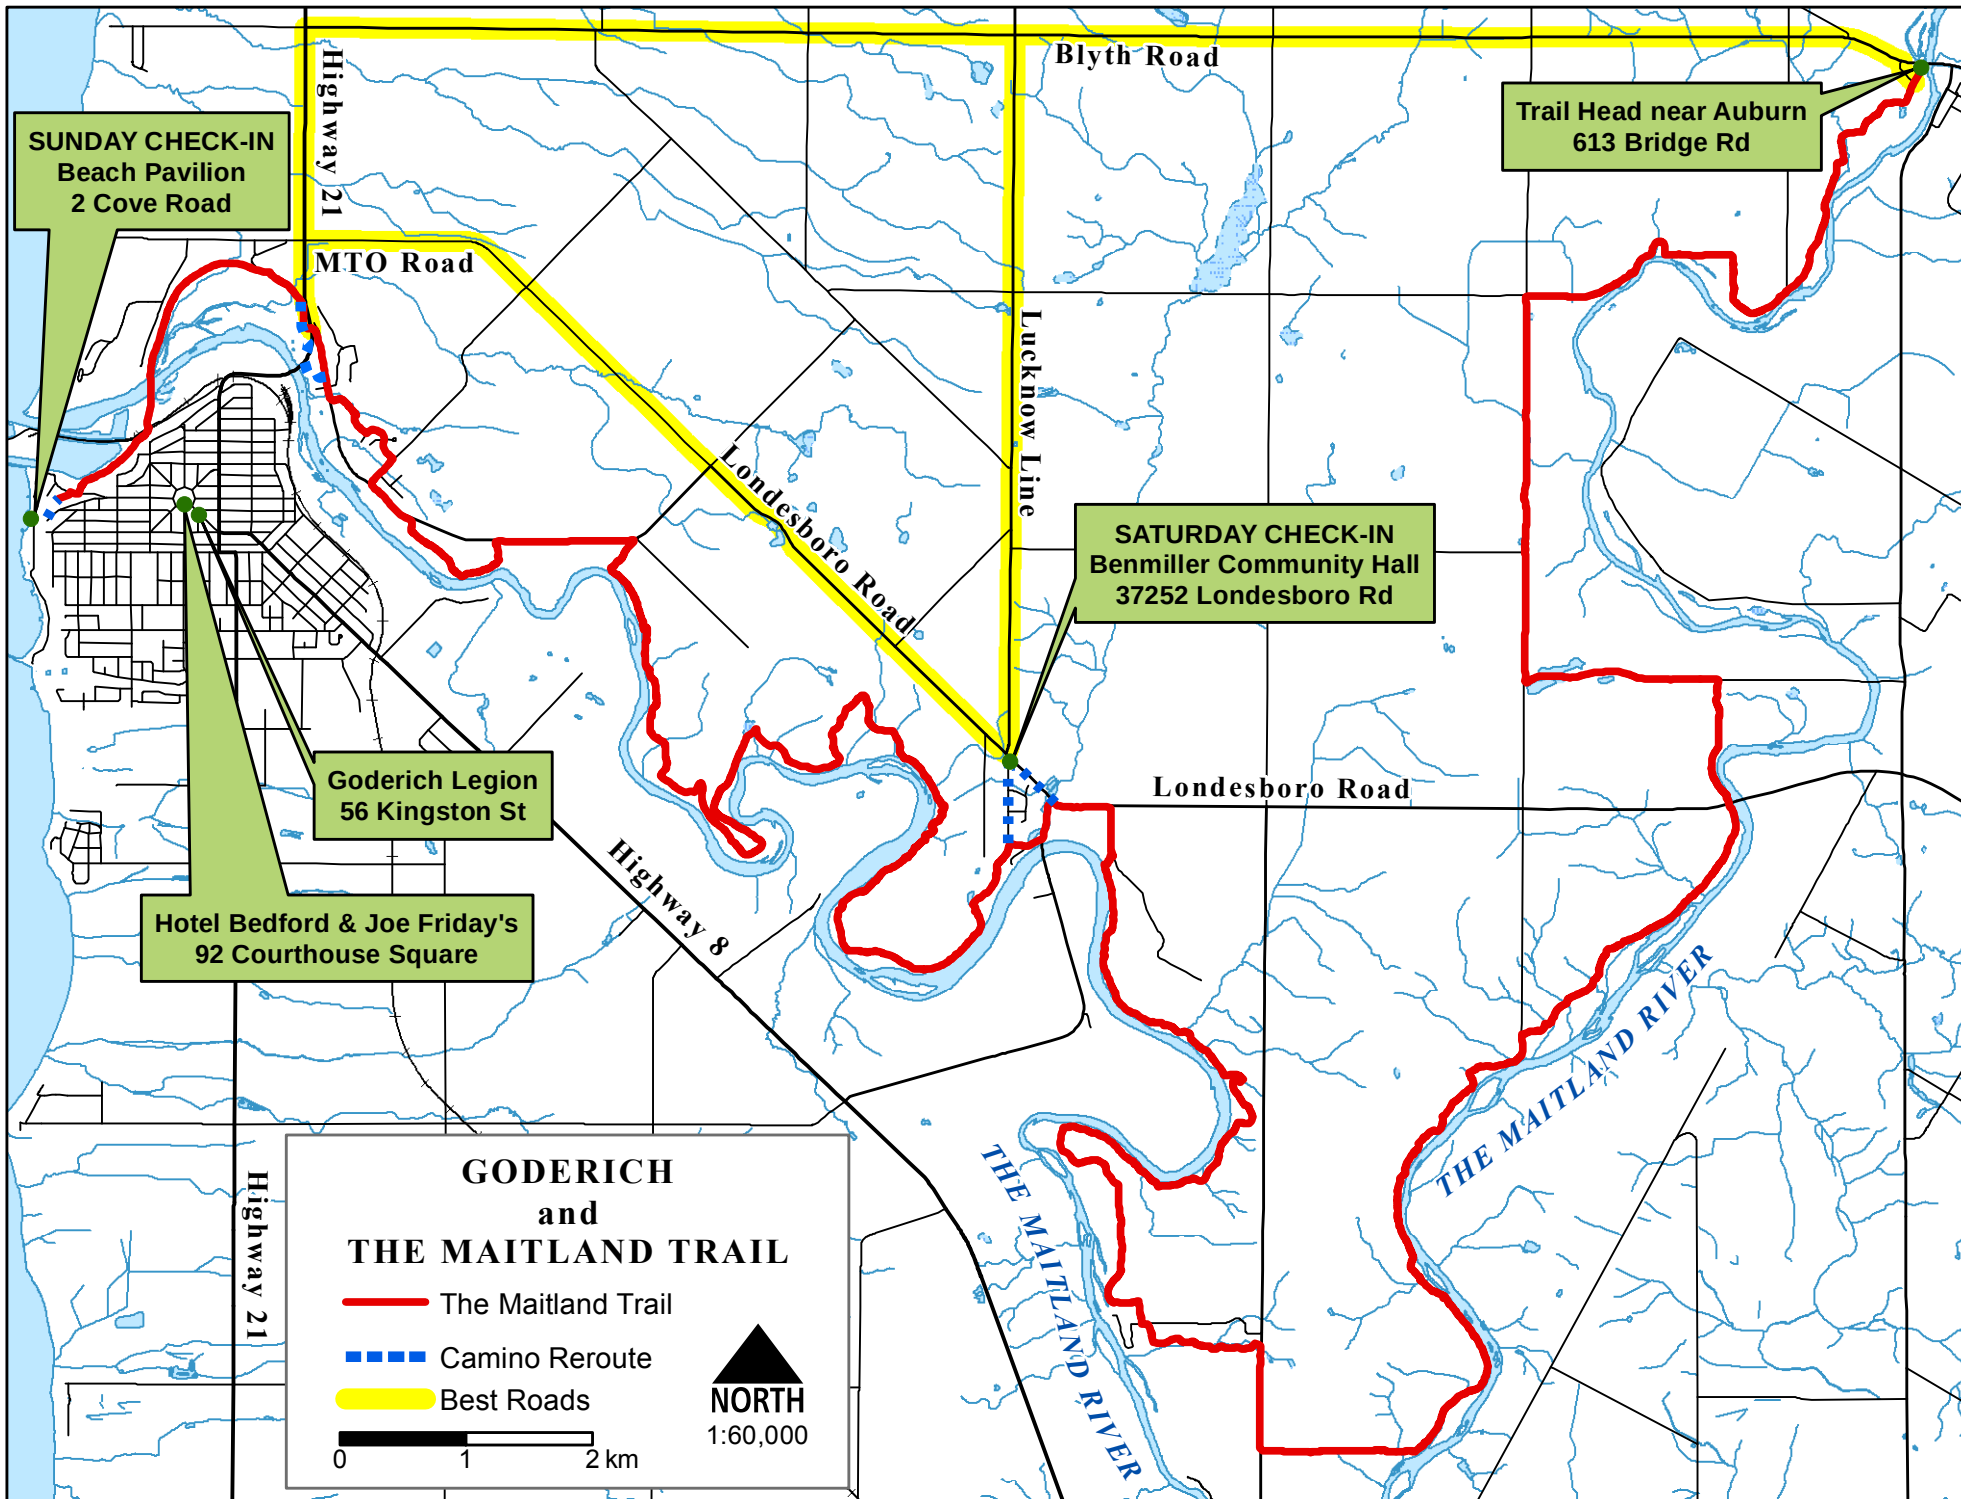 Highway 21
Blyth Road
Trail Head near Auburn
613 Bridge Rd
SUNDAY CHECK-IN
Beach Pavilion
2 Cove Road
MTO Road
Lucknow Line
Londesboro Road
SATURDAY CHECK-IN
Benmiller Community Hall
37252 Londesboro Rd
Goderich Legion
56 Kingston St
Londesboro Road
Highway 8
Hotel Bedford & Joe Friday's
92 Courthouse Square
THE MAITLAND RIVER
THE MAITLAND RIVER
Highway 21
GODERICH
and
THE MAITLAND TRAIL
The Maitland Trail
Camino Reroute
Best Roads
0 1 2 km
NORTH
1:60,000